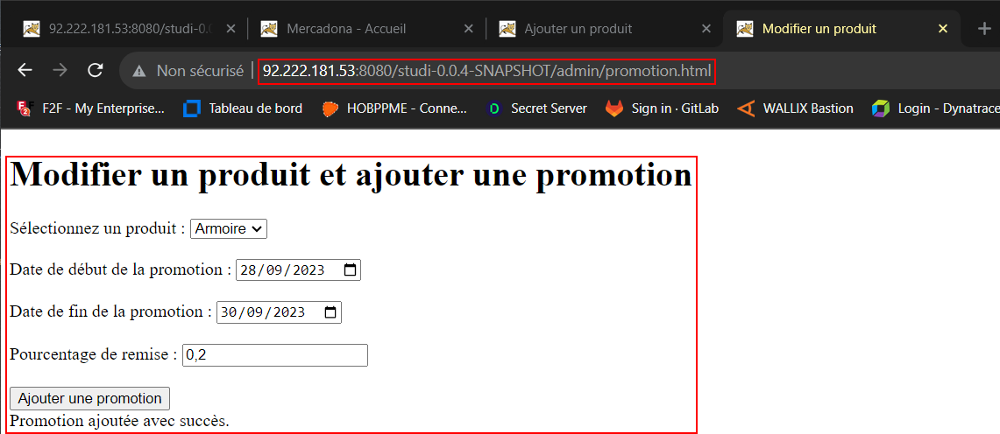 92.222.181.53:8080/studi-0.0 Mercadona - Accueil Ajouter un produit Modifier un produit
Non sécurisé 92.222.181.53:8080/studi-0.0.4-SNAPSHOT/admin/promotion.html
F2F - My Enterprise... Tableau de bord HOBPPME - Conne... Secret Server Sign in · GitLab WALLIX Bastion Login - Dynatrace
Modifier un produit et ajouter une promotion
Sélectionnez un produit : Armoire
Date de début de la promotion : 28/09/2023
Date de fin de la promotion : 30/09/2023
Pourcentage de remise : 0,2
Ajouter une promotion
Promotion ajoutée avec succès.